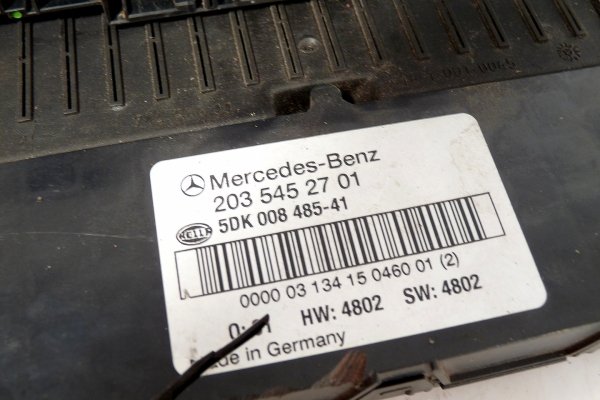 Mercedes-Benz
203 545 27 01
HELLA 5DK 008 485-41
0000 03 134 15 0460 01 (2)
HW: 4802 SW: 4802
in Germany